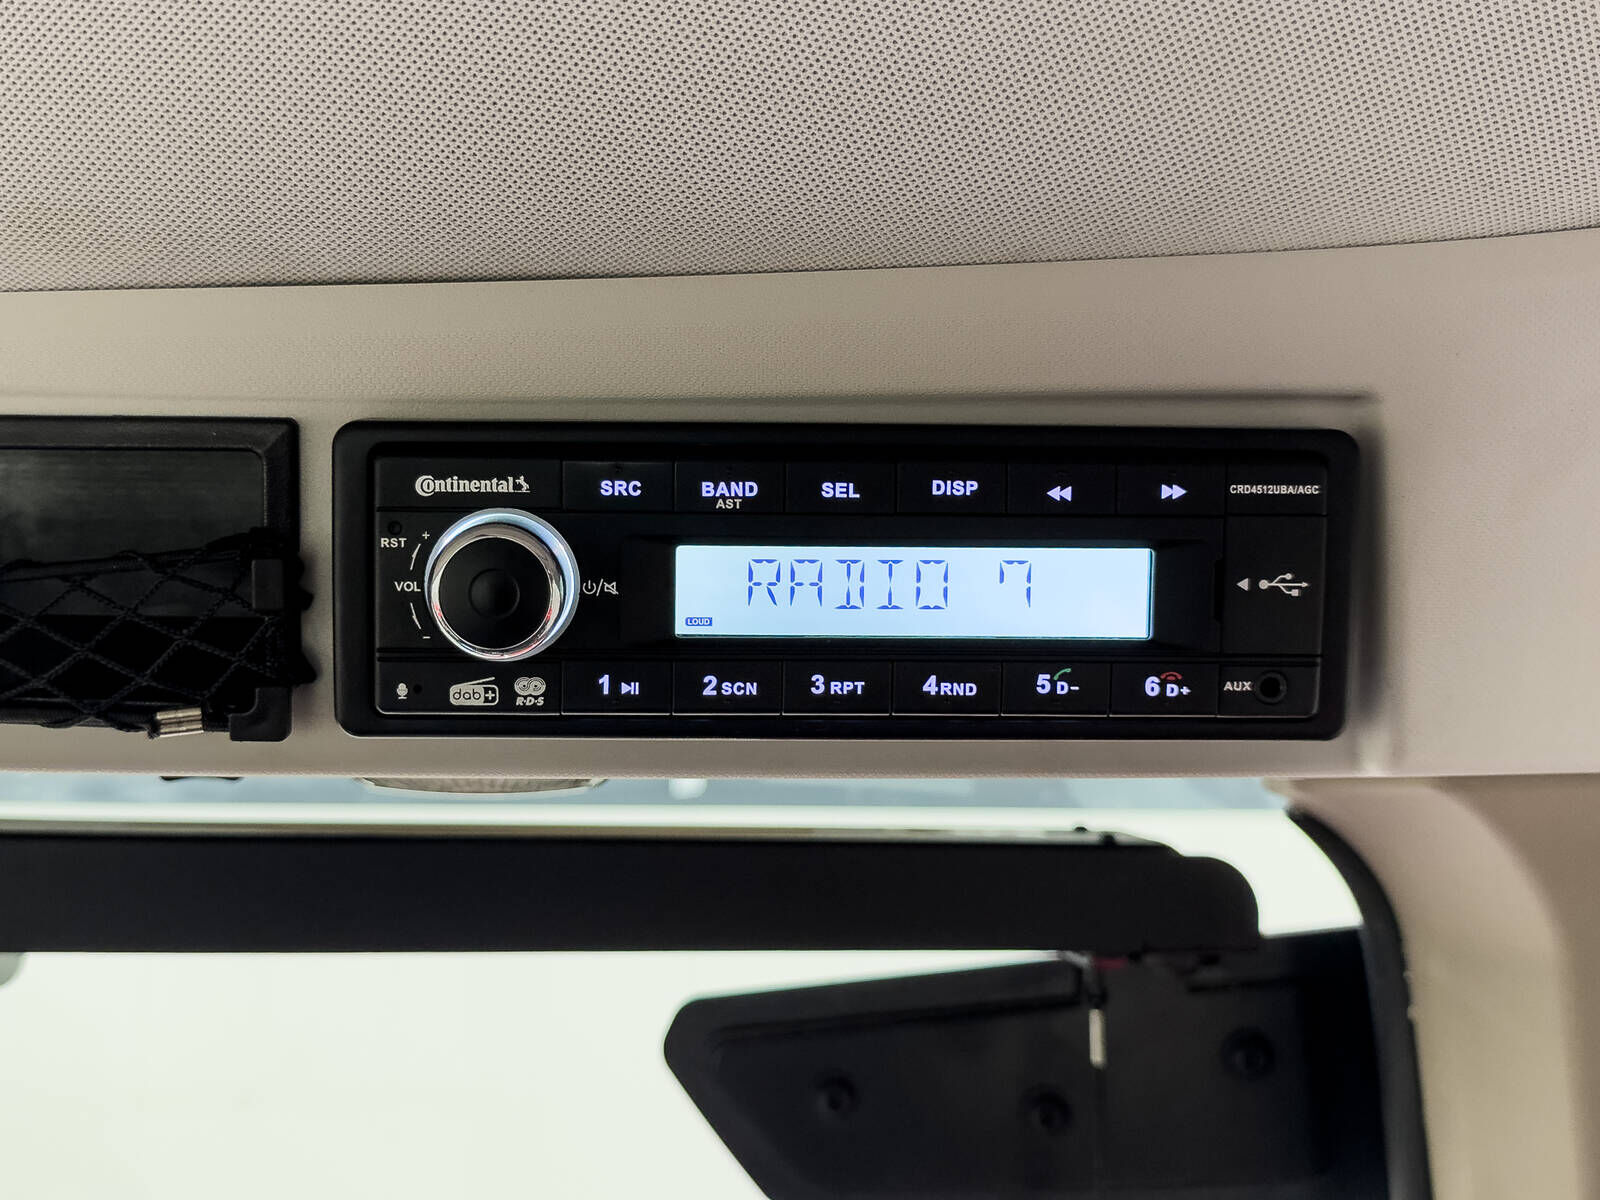 Continental
SRC
BAND
AST
SEL
DISP
CRD4512UBA/AGC
RST
+
VOL
-
RADIO 7
LOUD
dab+
R·D·S
1
2 SCN
3 RPT
4 RND
5 D-
6 D+
AUX